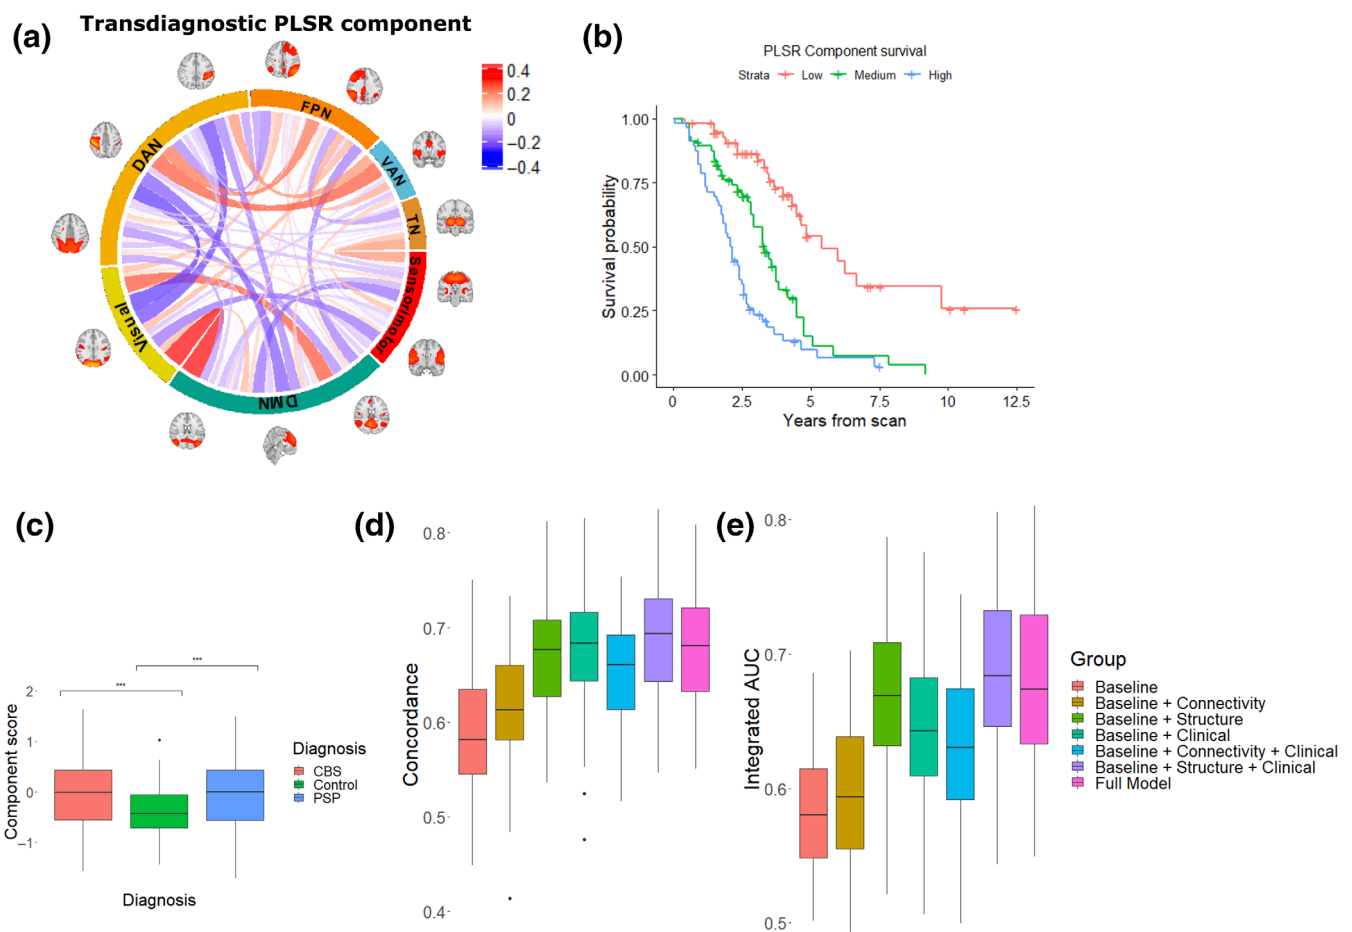 Transdiagnostic PLSR component
(a)
0.4
0.2
0
−0.2
−0.4
FPN
VAN
TN
Sensorimotor
DMN
Visual
DAN
(b)
PLSR Component survival
Strata Low Medium High
Survival probability
1.00
0.75
0.50
0.25
0.00
0 2.5 5 7.5 10 12.5
Years from scan
(c)
Component score
2
1
0
−1
***
***
Diagnosis
Diagnosis
CBS
Control
PSP
(d)
Concordance
0.8
0.7
0.6
0.5
0.4
(e)
Integrated AUC
0.8
0.7
0.6
0.5
Group
Baseline
Baseline + Connectivity
Baseline + Structure
Baseline + Clinical
Baseline + Connectivity + Clinical
Baseline + Structure + Clinical
Full Model